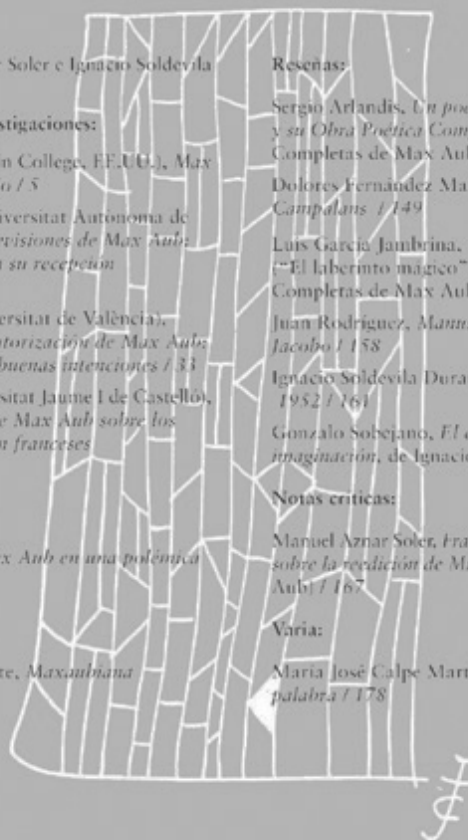 Soler e Ignacio Soldevila
stigaciones:
n College, EE.UU.), Max
o / 5
iversitat Autònoma de
evisiones de Max Aub:
su recepción
ersitat de València),
utorización de Max Aub:
buenas intenciones / 33
sitat Jaume I de Castelló),
e Max Aub sobre los
n franceses
x Aub en una polémica
te, Maxaubiana
Reseñas:
Sergio Arlandis, Un poe
y su Obra Poética Com
Completas de Max Aub
Dolores Fernández Ma
Campalans / 149
Luis García Jambrina,
("El laberinto mágico"
Completas de Max Aub
Juan Rodríguez, Manu
Jacobo / 158
Ignacio Soldevila Dura
1952 / 161
Gonzalo Sobejano, El
imaginación, de Ignacio
Notas críticas:
Manuel Aznar Soler, Fra
sobre la reedición de M
Aub) / 167
Varia:
María José Calpe Mart
palabra / 178